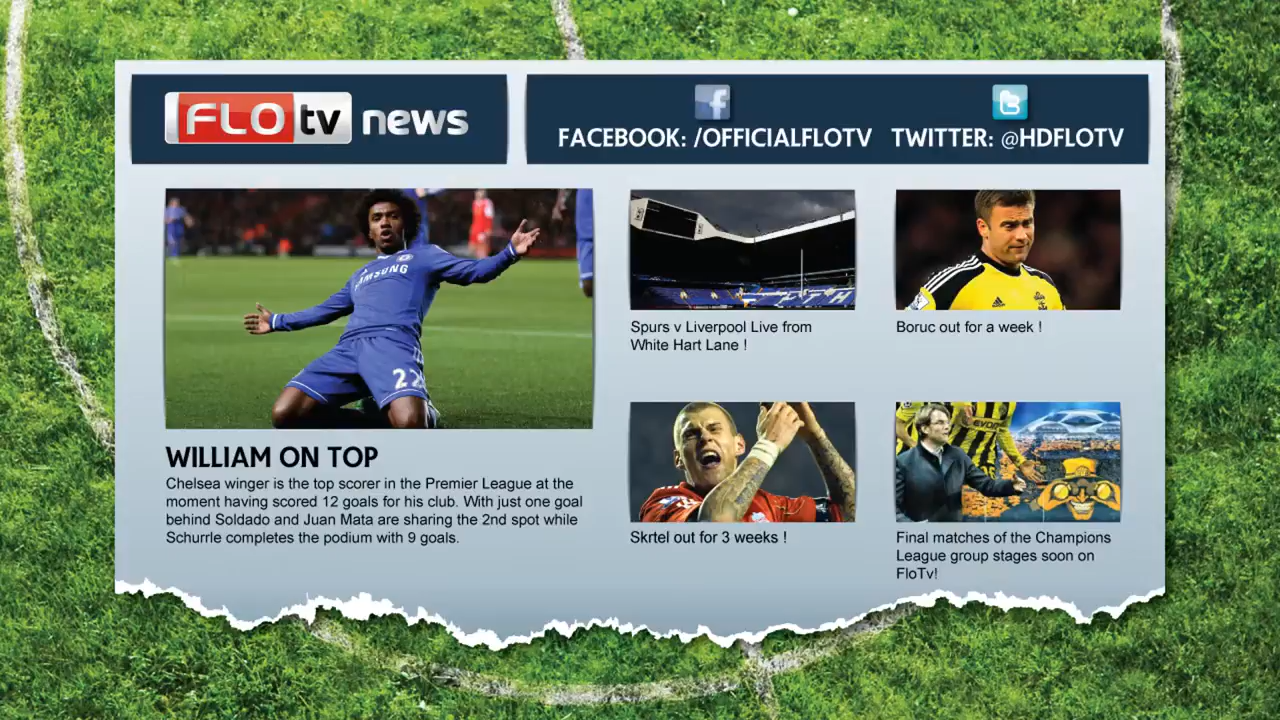 FLO tv news
FACEBOOK: /OFFICIALFLOTV
TWITTER: @HDFLOTV
SAMSUNG
22
WILLIAM ON TOP
Chelsea winger is the top scorer in the Premier League at the
moment having scored 12 goals for his club. With just one goal
behind Soldado and Juan Mata are sharing the 2nd spot while
Schurrle completes the podium with 9 goals.
Spurs v Liverpool Live from
White Hart Lane !
Boruc out for a week !
Skrtel out for 3 weeks !
EVONIK
Final matches of the Champions
League group stages soon on
FloTv!